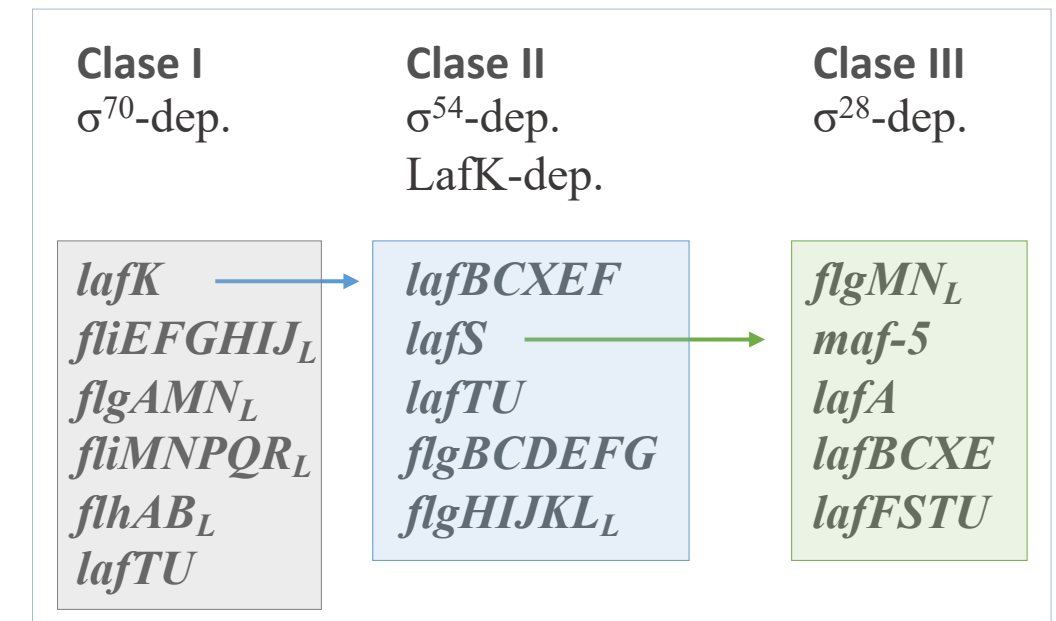 Clase I
σ⁷⁰-dep.
Clase II
σ⁵⁴-dep.
LafK-dep.
Clase III
σ²⁸-dep.
lafK
fliEFGHIJL
flgAMNL
fliMNPQRL
flhABL
lafTU
lafBCXEF
lafS
lafTU
flgBCDEFG
flgHIJKLL
flgMNL
maf-5
lafA
lafBCXE
lafFSTU